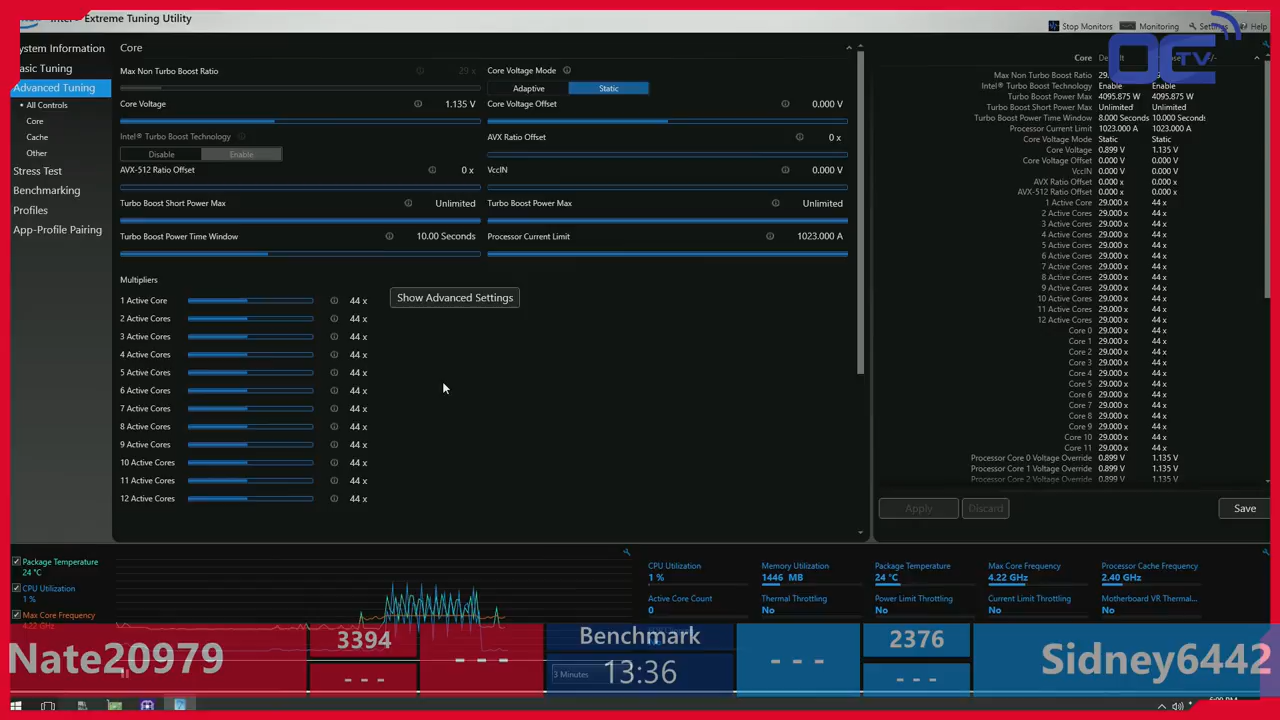 Extreme Tuning Utility
Stop Monitors
Monitoring
Settings
Help
OC TV
System Information
Basic Tuning
Advanced Tuning
• All Controls
Core
Cache
Other
Stress Test
Benchmarking
Profiles
App-Profile Pairing
Core
Max Non Turbo Boost Ratio 29 x
Core Voltage Mode
Adaptive Static
Core Voltage 1.135 V
Core Voltage Offset 0.000 V
Intel® Turbo Boost Technology
Disable Enable
AVX Ratio Offset 0 x
AVX-512 Ratio Offset 0 x
VccIN 0.000 V
Turbo Boost Short Power Max Unlimited
Turbo Boost Power Max Unlimited
Turbo Boost Power Time Window 10.00 Seconds
Processor Current Limit 1023.000 A
Multipliers
Show Advanced Settings
1 Active Core 44 x
2 Active Cores 44 x
3 Active Cores 44 x
4 Active Cores 44 x
5 Active Cores 44 x
6 Active Cores 44 x
7 Active Cores 44 x
8 Active Cores 44 x
9 Active Cores 44 x
10 Active Cores 44 x
11 Active Cores 44 x
12 Active Cores 44 x
Core
Max Non Turbo Boost Ratio
Intel® Turbo Boost Technology Enable Enable
Turbo Boost Power Max 4095.875 W 4095.875 W
Turbo Boost Short Power Max Unlimited Unlimited
Turbo Boost Power Time Window 8.000 Seconds 10.000 Seconds
Processor Current Limit 1023.000 A 1023.000 A
Core Voltage Mode Static Static
Core Voltage 0.899 V 1.135 V
Core Voltage Offset 0.000 V 0.000 V
VccIN 0.000 V 0.000 V
AVX Ratio Offset 0.000 x 0.000 x
AVX-512 Ratio Offset 0.000 x 0.000 x
1 Active Core 29.000 x 44 x
2 Active Cores 29.000 x 44 x
3 Active Cores 29.000 x 44 x
4 Active Cores 29.000 x 44 x
5 Active Cores 29.000 x 44 x
6 Active Cores 29.000 x 44 x
7 Active Cores 29.000 x 44 x
8 Active Cores 29.000 x 44 x
9 Active Cores 29.000 x 44 x
10 Active Cores 29.000 x 44 x
11 Active Cores 29.000 x 44 x
12 Active Cores 29.000 x 44 x
Core 0 29.000 x 44 x
Core 1 29.000 x 44 x
Core 2 29.000 x 44 x
Core 3 29.000 x 44 x
Core 4 29.000 x 44 x
Core 5 29.000 x 44 x
Core 6 29.000 x 44 x
Core 7 29.000 x 44 x
Core 8 29.000 x 44 x
Core 9 29.000 x 44 x
Core 10 29.000 x 44 x
Core 11 29.000 x 44 x
Processor Core 0 Voltage Override 0.899 V 1.135 V
Processor Core 1 Voltage Override 0.899 V 1.135 V
Processor Core 2 Voltage Override 0.899 V 1.135 V
Apply Discard Save
Package Temperature
24 °C
CPU Utilization
1 %
Max Core Frequency
4.22 GHz
CPU Utilization
1 %
Memory Utilization
1446 MB
Package Temperature
24 °C
Max Core Frequency
4.22 GHz
Processor Cache Frequency
2.40 GHz
Active Core Count
0
Thermal Throttling
No
Power Limit Throttling
No
Current Limit Throttling
No
Motherboard VR Thermal...
No
Nate20979
3394
- - -
- - -
Benchmark
3 Minutes 13:36
- - -
2376
- - -
Sidney6442